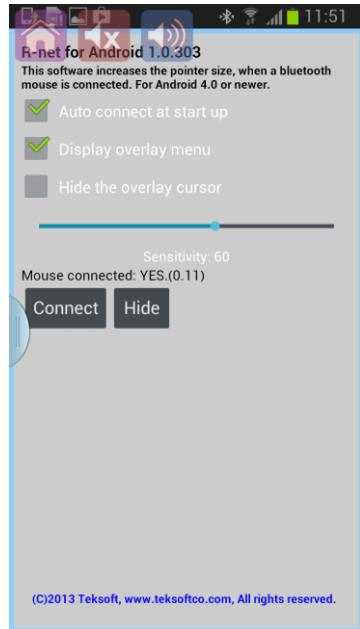 11:51
R-net for Android 1.0.303
This software increases the pointer size, when a bluetooth
mouse is connected. For Android 4.0 or newer.
Auto connect at start up
Display overlay menu
Hide the overlay cursor
Sensitivity: 60
Mouse connected: YES.(0.11)
Connect Hide
(C)2013 Teksoft, www.teksoftco.com, All rights reserved.